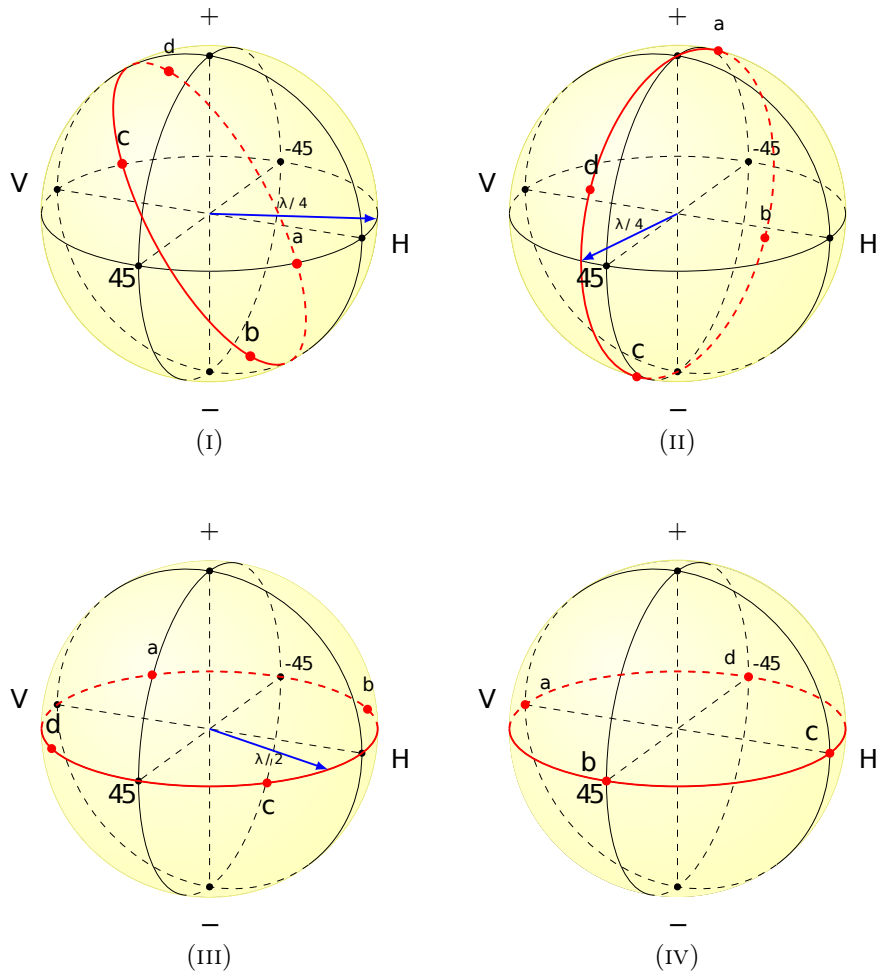 +
d
c
-45
V
λ/4
a
H
45
b
−
(I)
+
a
-45
d
V
b
λ/4
H
45
c
−
(II)
+
a
-45
V
b
d
λ/2
H
45
c
−
(III)
+
d
-45
V
a
c
b
H
45
−
(IV)